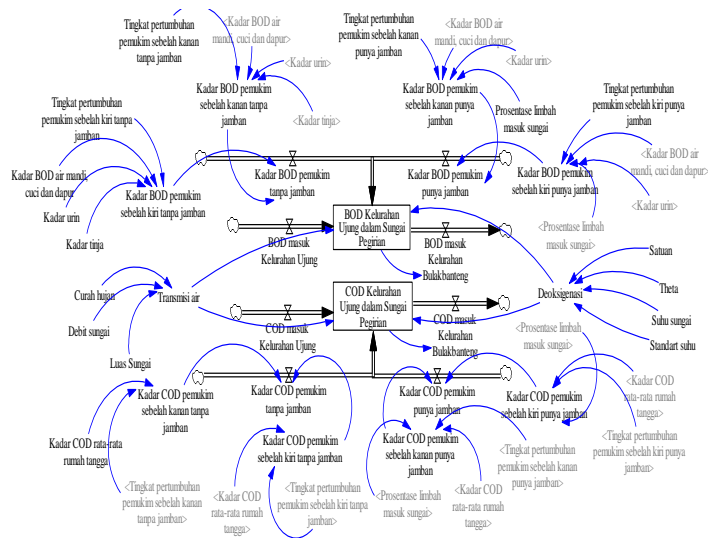 Tingkat pertumbuhan
pemukim sebelah kanan
tanpa jamban
<Kadar BOD air
mandi, cuci dan dapur>
<Kadar urin>
Kadar BOD pemukim
sebelah kanan tanpa
jamban
<Kadar tinja>
Tingkat pertumbuhan
pemukim sebelah kanan
punya jamban
<Kadar BOD air
mandi, cuci dan dapur>
<Kadar urin>
Kadar BOD pemukim
sebelah kanan punya
jamban
Prosentase limbah
masuk sungai
Tingkat pertumbuhan
pemukim sebelah kiri punya
jamban
Tingkat pertumbuhan
pemukim sebelah kiri tanpa
jamban
Kadar BOD air mandi,
cuci dan dapur
Kadar urin
Kadar tinja
Kadar BOD pemukim
sebelah kiri tanpa jamban
Kadar BOD pemukim
tanpa jamban
Kadar BOD pemukim
punya jamban
Kadar BOD pemukim
sebelah kiri punya jamban
<Kadar BOD air
mandi, cuci dan dapur>
<Kadar urin>
<Prosentase limbah
masuk sungai>
BOD Kelurahan
Ujung dalam Sungai
Pegirian
BOD masuk
Kelurahan Ujung
BOD masuk
Kelurahan
Bulakbanteng
Curah hujan
Debit sungai
Luas Sungai
Transmisi air
COD Kelurahan
Ujung dalam Sungai
Pegirian
COD masuk
Kelurahan Ujung
COD masuk
Kelurahan
Bulakbanteng
Deoksigenasi
Satuan
Theta
Suhu sungai
Standart suhu
<Prosentase limbah
masuk sungai>
Kadar COD pemukim
sebelah kanan tanpa
jamban
Kadar COD pemukim
tanpa jamban
Kadar COD pemukim
punya jamban
Kadar COD pemukim
sebelah kiri punya jamban
<Kadar COD
rata-rata rumah
tangga>
Kadar COD rata-rata
rumah tangga
Kadar COD pemukim
sebelah kiri tanpa jamban
Kadar COD pemukim
sebelah kanan punya
jamban
<Tingkat pertumbuhan
pemukim sebelah kanan
punya jamban>
<Tingkat pertumbuhan
pemukim sebelah kiri punya
jamban>
<Tingkat pertumbuhan
pemukim sebelah kanan
tanpa jamban>
<Kadar COD
rata-rata rumah
tangga>
<Tingkat pertumbuhan
pemukim sebelah kiri
tanpa jamban>
<Prosentase limbah
masuk sungai>
<Kadar COD
rata-rata rumah
tangga>